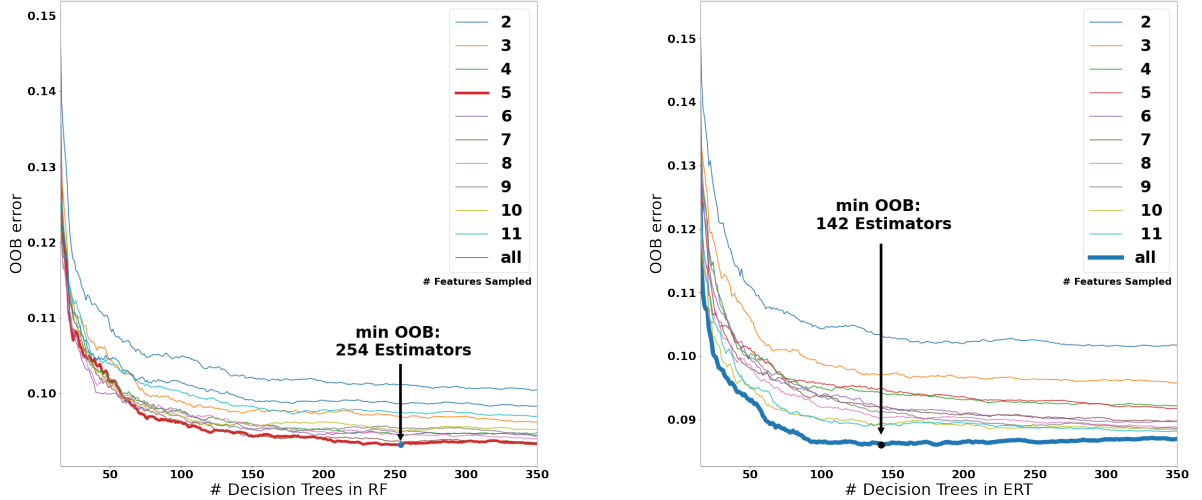 0.15
0.14
0.13
0.12
0.11
0.10
OOB error
2
3
4
5
6
7
8
9
10
11
all
# Features Sampled
min OOB:
254 Estimators
50 100 150 200 250 300 350
# Decision Trees in RF
0.15
0.14
0.13
0.12
0.11
0.10
0.09
OOB error
2
3
4
5
6
7
8
9
10
11
all
# Features Sampled
min OOB:
142 Estimators
50 100 150 200 250 300 350
# Decision Trees in ERT